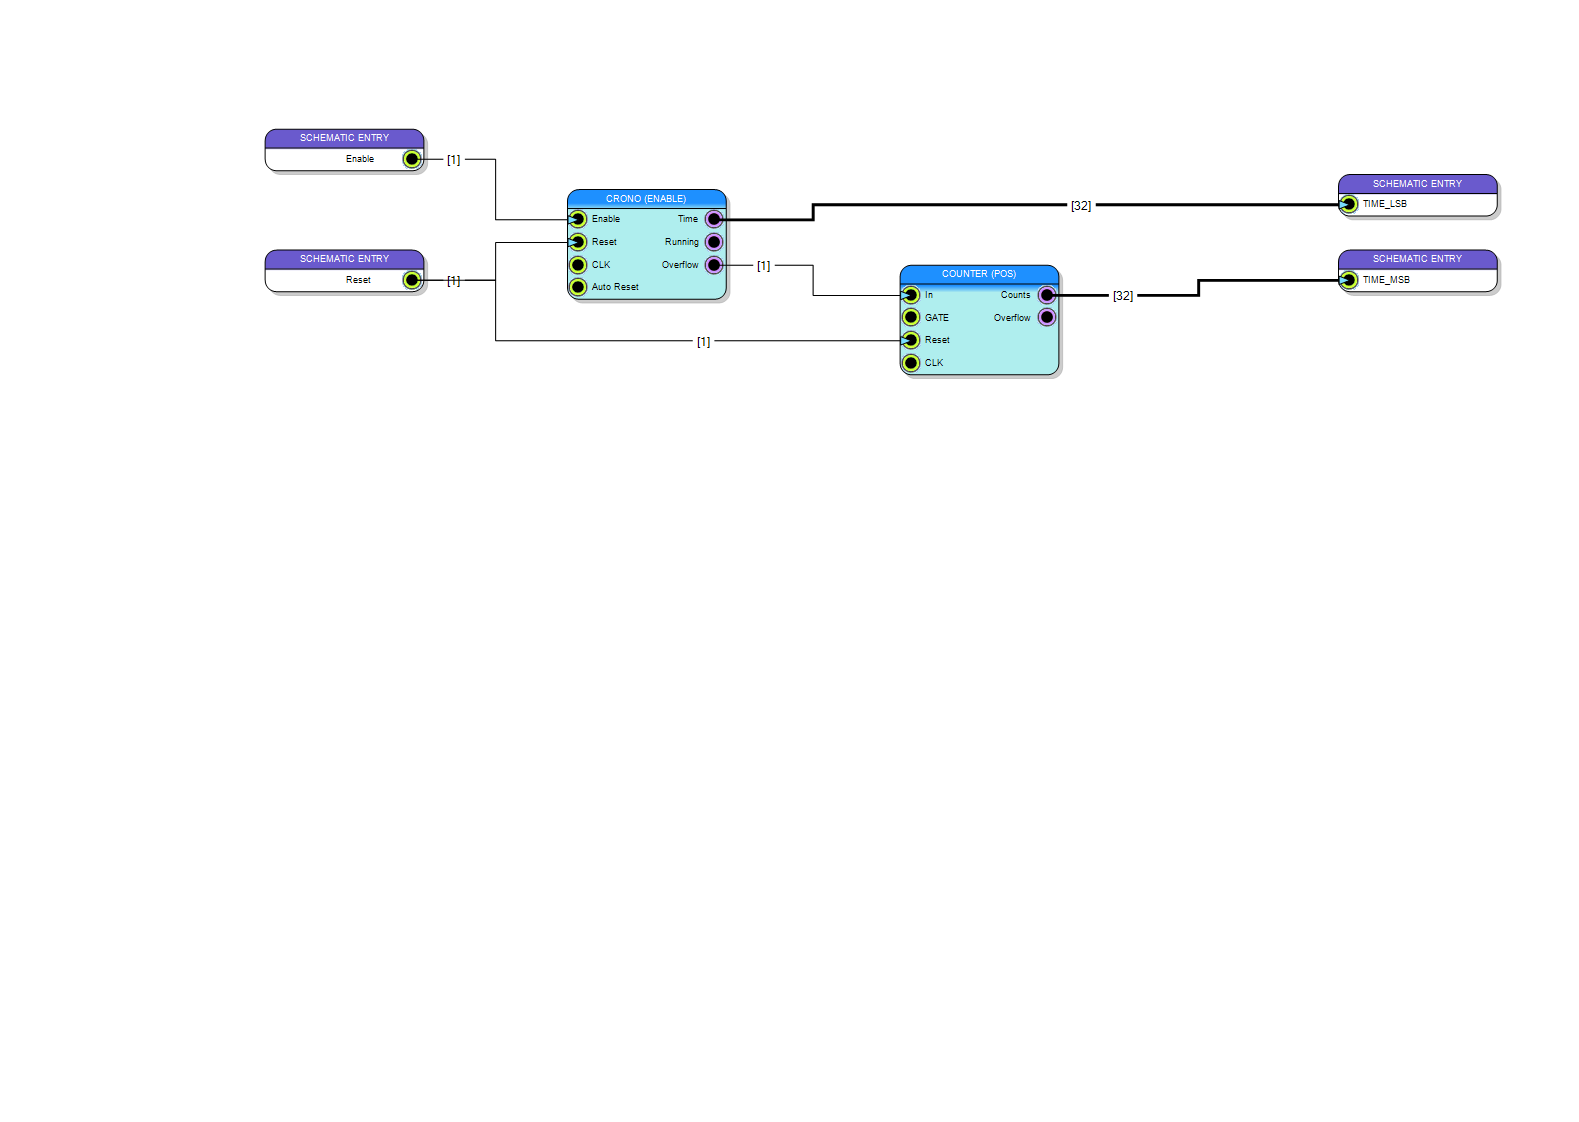 SCHEMATIC ENTRY
Enable
[1]
SCHEMATIC ENTRY
Reset
[1]
CRONO (ENABLE)
Enable
Time
Reset
Running
CLK
Overflow
Auto Reset
[1]
[1]
COUNTER (POS)
In
Counts
GATE
Overflow
Reset
CLK
[32]
[32]
SCHEMATIC ENTRY
TIME_LSB
SCHEMATIC ENTRY
TIME_MSB